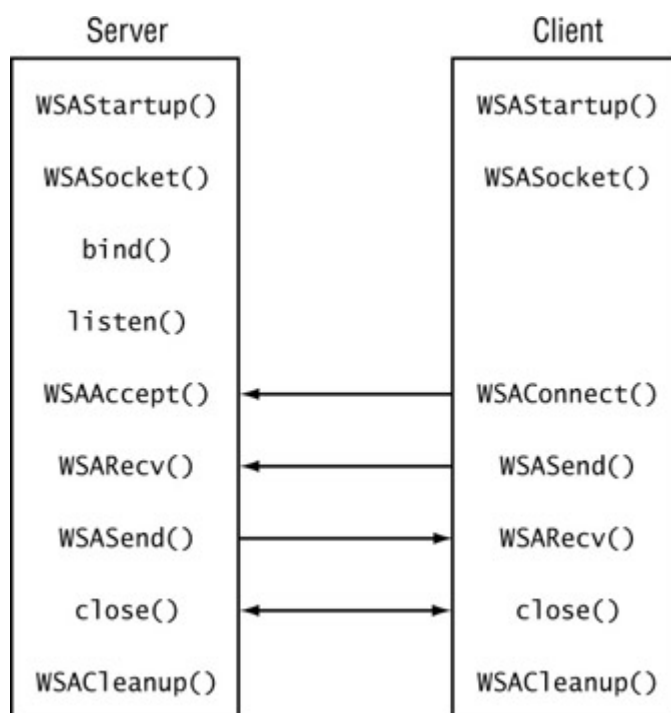 Server
Client
WSAStartup()
WSAStartup()
WSASocket()
WSASocket()
bind()
listen()
WSAAccept()
WSAConnect()
WSARecv()
WSASend()
WSASend()
WSARecv()
close()
close()
WSACleanup()
WSACleanup()